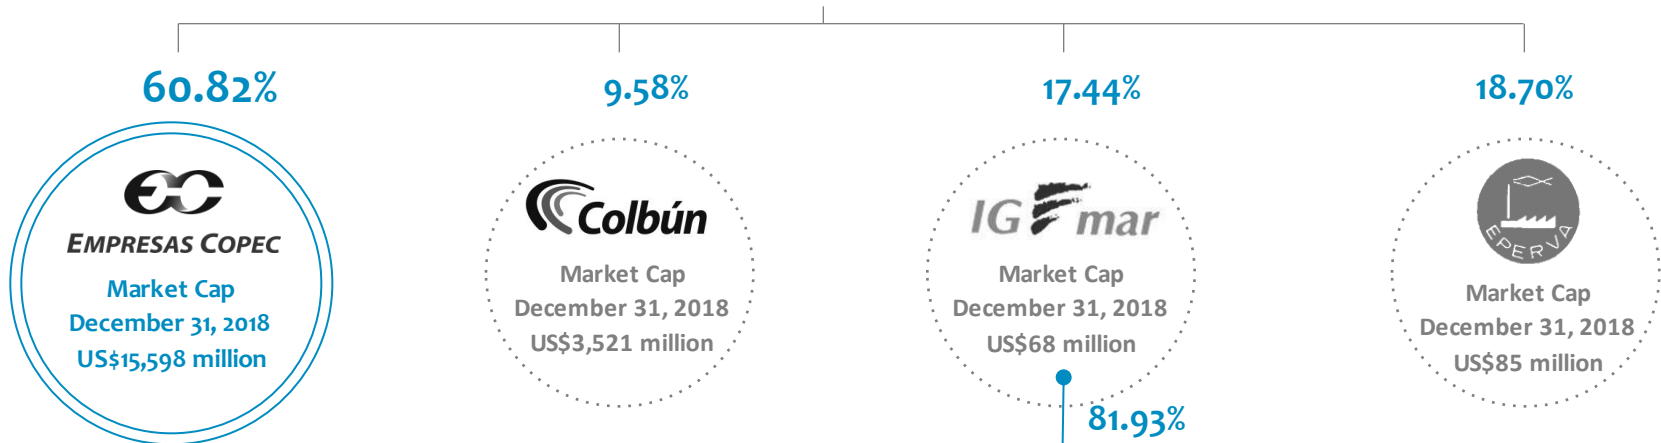 60.82%
9.58%
17.44%
18.70%
EMPRESAS COPEC
Market Cap
December 31, 2018
US$15,598 million
Colbún
Market Cap
December 31, 2018
US$3,521 million
IG mar
Market Cap
December 31, 2018
US$68 million
81.93%
EPERVA
Market Cap
December 31, 2018
US$85 million